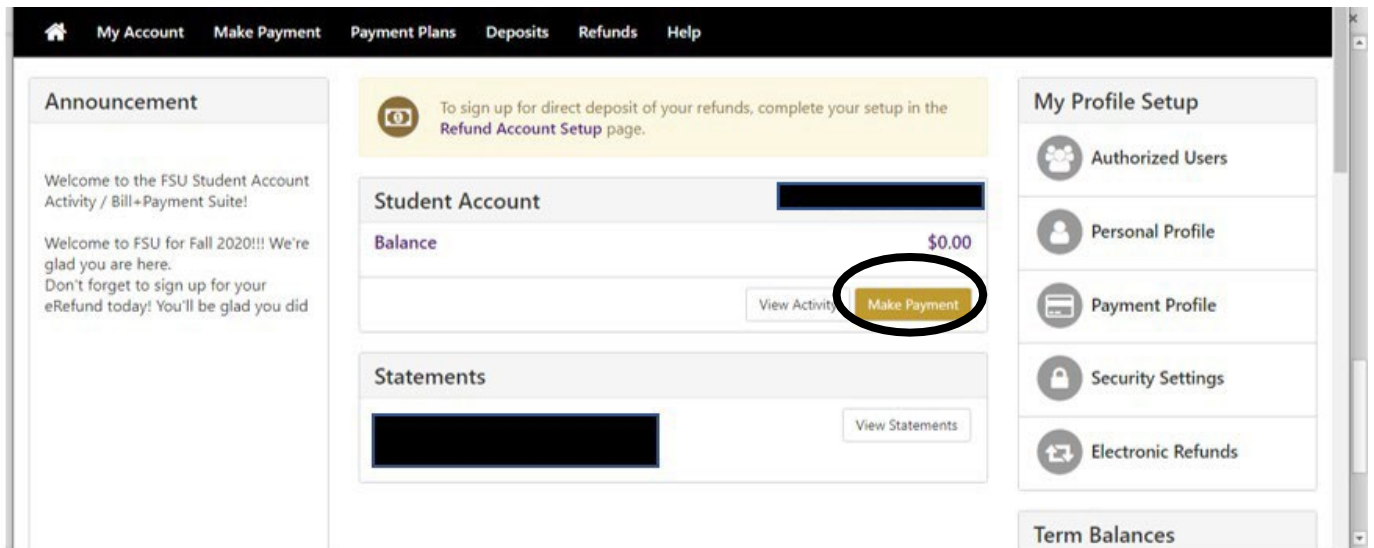 My Account Make Payment Payment Plans Deposits Refunds Help
Announcement
Welcome to the FSU Student Account
Activity / Bill+Payment Suite!
Welcome to FSU for Fall 2020!!! We're
glad you are here.
Don't forget to sign up for your
eRefund today! You'll be glad you did
To sign up for direct deposit of your refunds, complete your setup in the
Refund Account Setup page.
Student Account
Balance $0.00
View Activity Make Payment
Statements
View Statements
My Profile Setup
Authorized Users
Personal Profile
Payment Profile
Security Settings
Electronic Refunds
Term Balances